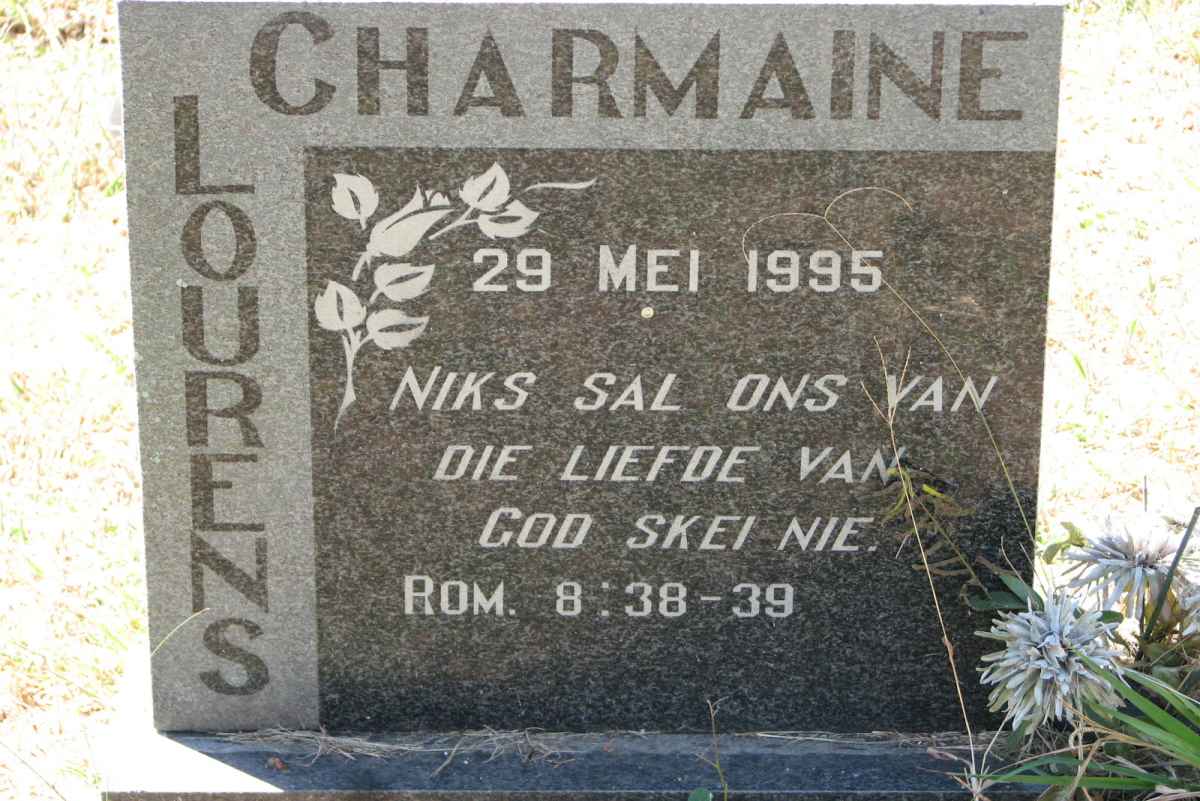 CHARMAINE
LOURENS
29 MEI 1995
NIKS SAL ONS VAN
DIE LIEFDE VAN
GOD SKEI NIE.
ROM. 8:38-39